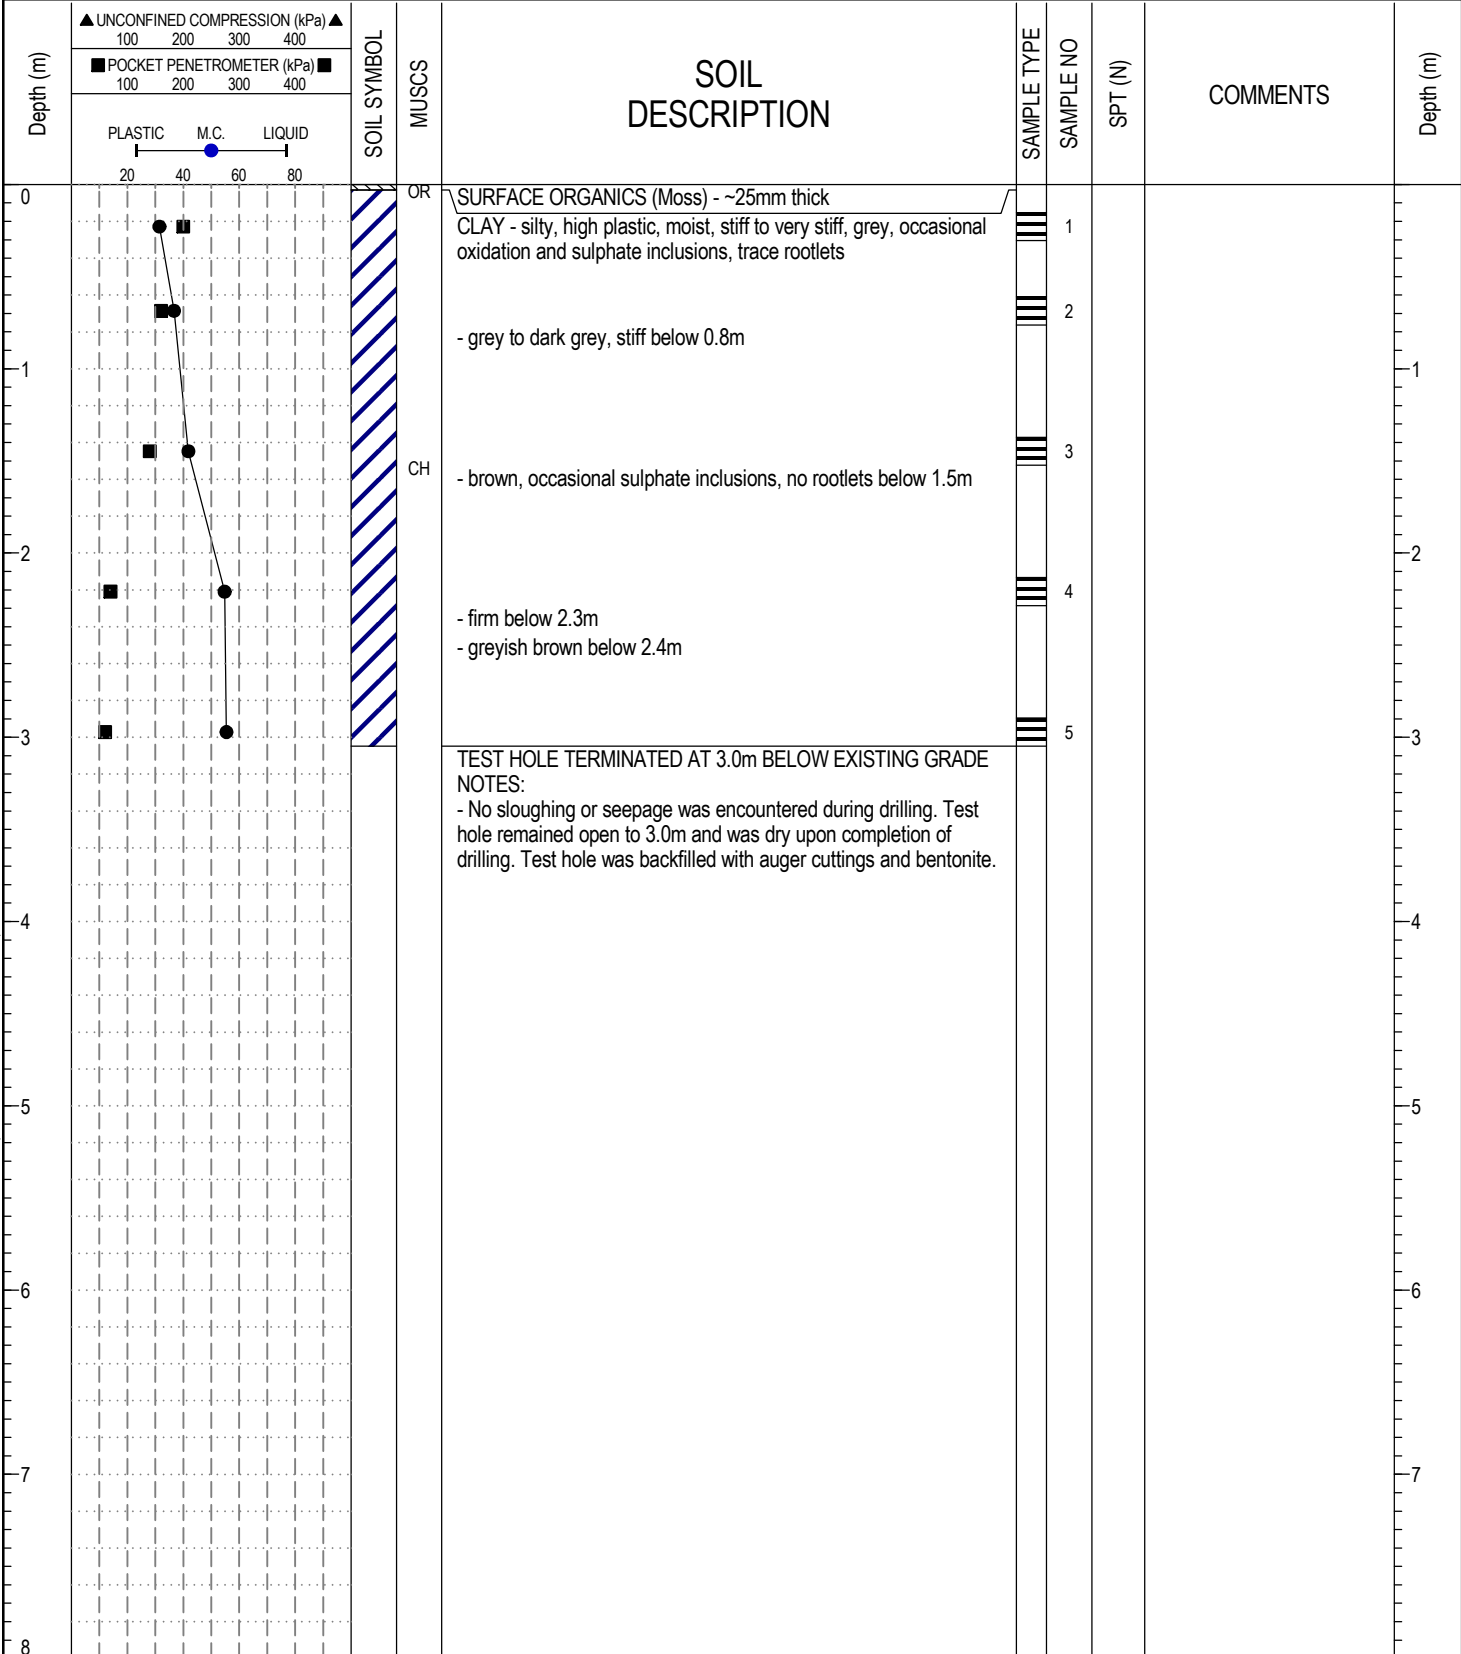 Depth (m)
▲ UNCONFINED COMPRESSION (kPa) ▲
100 200 300 400
■ POCKET PENETROMETER (kPa) ■
100 200 300 400
PLASTIC M.C. LIQUID
20 40 60 80
SOIL SYMBOL
MUSCS
SOIL
DESCRIPTION
SAMPLE TYPE
SAMPLE NO
SPT (N)
COMMENTS
Depth (m)
0
OR
SURFACE ORGANICS (Moss) - ~25mm thick
CLAY - silty, high plastic, moist, stiff to very stiff, grey, occasional
oxidation and sulphate inclusions, trace rootlets
1
2
- grey to dark grey, stiff below 0.8m
1
1
3
CH
- brown, occasional sulphate inclusions, no rootlets below 1.5m
2
2
4
- firm below 2.3m
- greyish brown below 2.4m
5
3
3
TEST HOLE TERMINATED AT 3.0m BELOW EXISTING GRADE
NOTES:
- No sloughing or seepage was encountered during drilling. Test
hole remained open to 3.0m and was dry upon completion of
drilling. Test hole was backfilled with auger cuttings and bentonite.
4
4
5
5
6
6
7
7
8